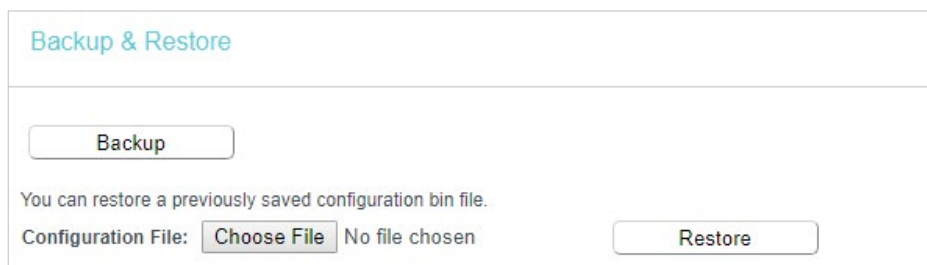 Backup & Restore
Backup
You can restore a previously saved configuration bin file.
Configuration File: Choose File No file chosen Restore